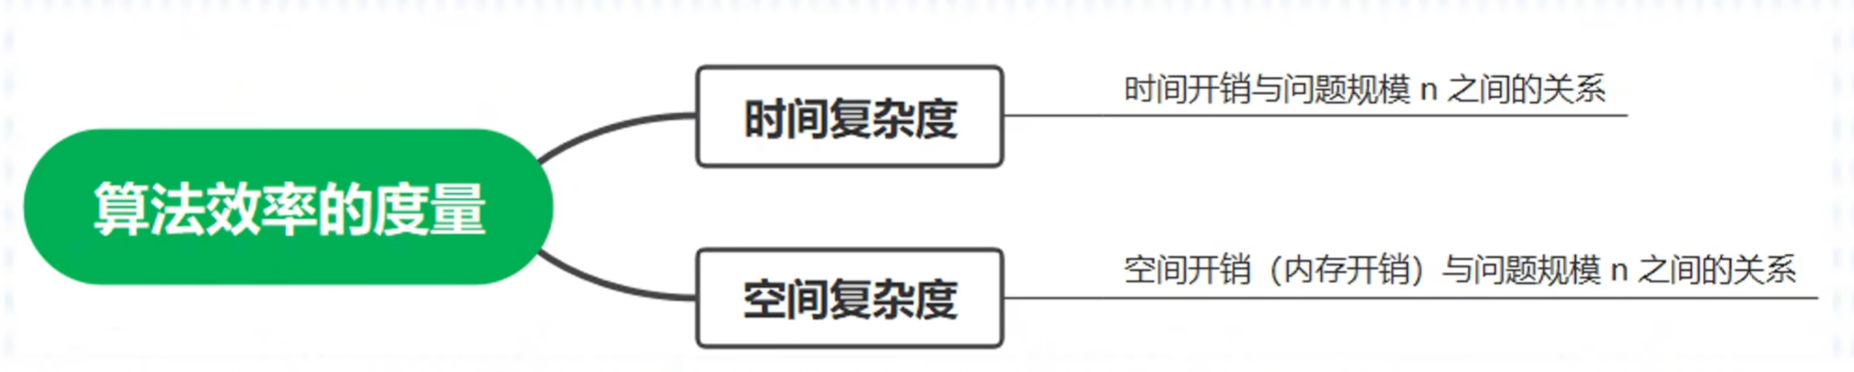 算法效率的度量
时间复杂度
时间开销与问题规模 n 之间的关系
空间复杂度
空间开销（内存开销）与问题规模 n 之间的关系